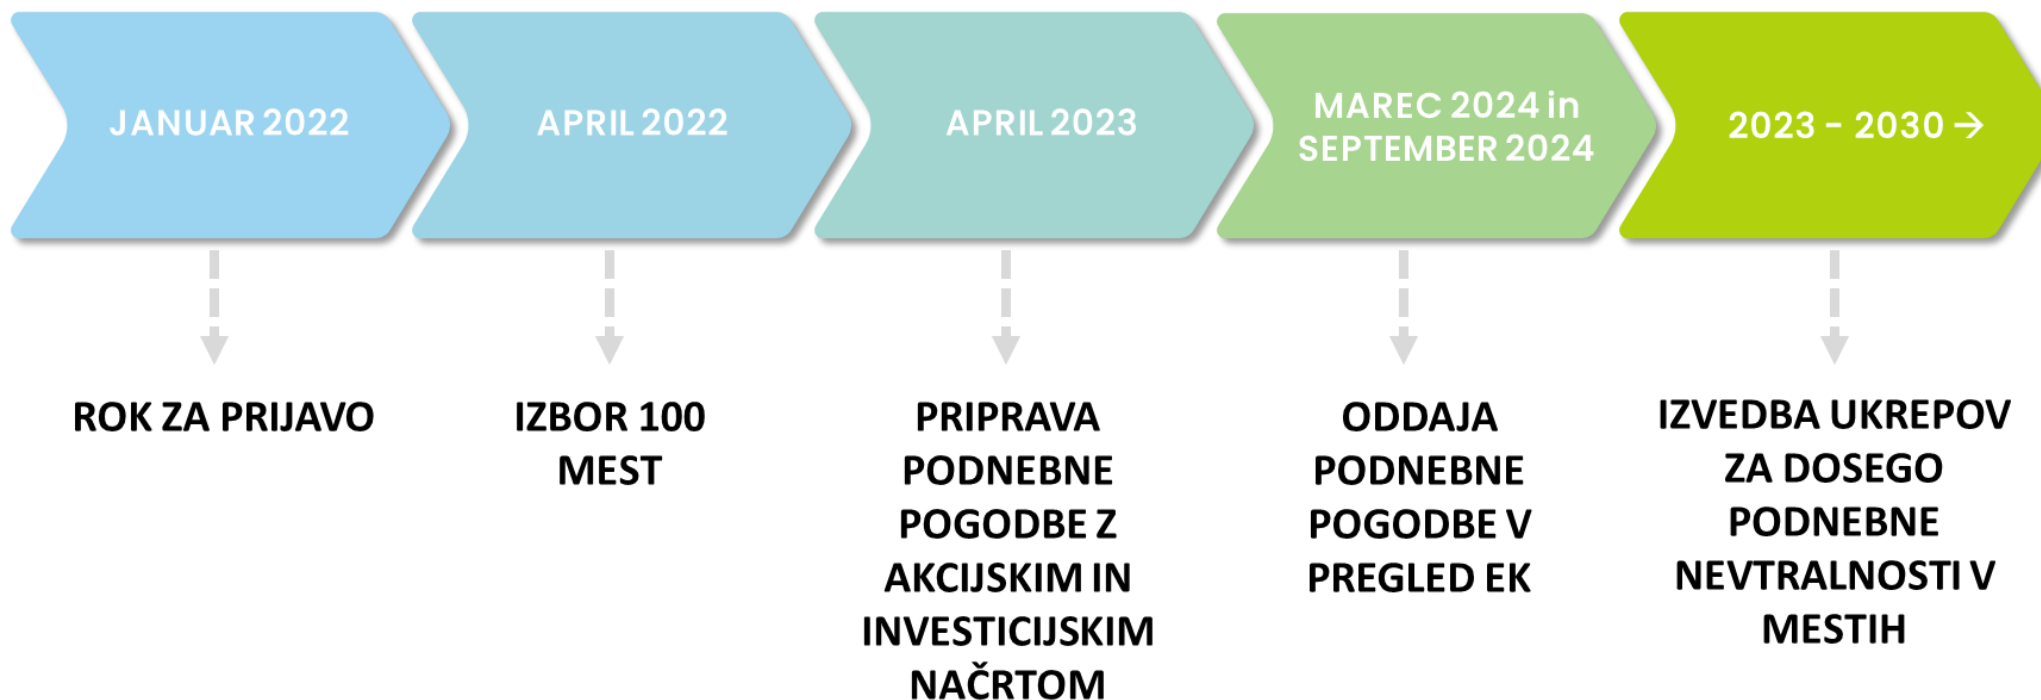 JANUAR 2022
APRIL 2022
APRIL 2023
MAREC 2024 in
SEPTEMBER 2024
2023 - 2030 →
ROK ZA PRIJAVO
IZBOR 100
MEST
PRIPRAVA
PODNEBNE
POGODBE Z
AKCIJSKIM IN
INVESTICIJSKIM
NAČRTOM
ODDAJA
PODNEBNE
POGODBE V
PREGLED EK
IZVEDBA UKREPOV
ZA DOSEGO
PODNEBNE
NEVTRALNOSTI V
MESTIH